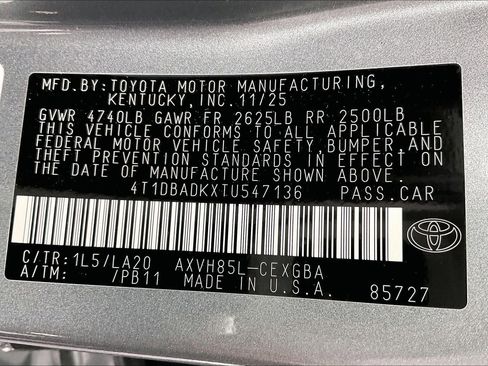 MFD.BY:TOYOTA MOTOR MANUFACTURING,
KENTUCKY, INC. 11/25
GVWR 4740LB GAWR FR 2625LB RR 2500LB
THIS VEHICLE CONFORMS TO ALL APPLICABLE
FEDERAL MOTOR VEHICLE SAFETY,BUMPER,AND
THEFT PREVENTION STANDARDS IN EFFECT ON
THE DATE OF MANUFACTURE SHOWN ABOVE.
4T1DBADKXTU547136 PASS.CAR
C/TR:1L5/LA20 AXVH85L-CEXGBA
A/TM: /PB11 MADE IN U.S.A. 85727